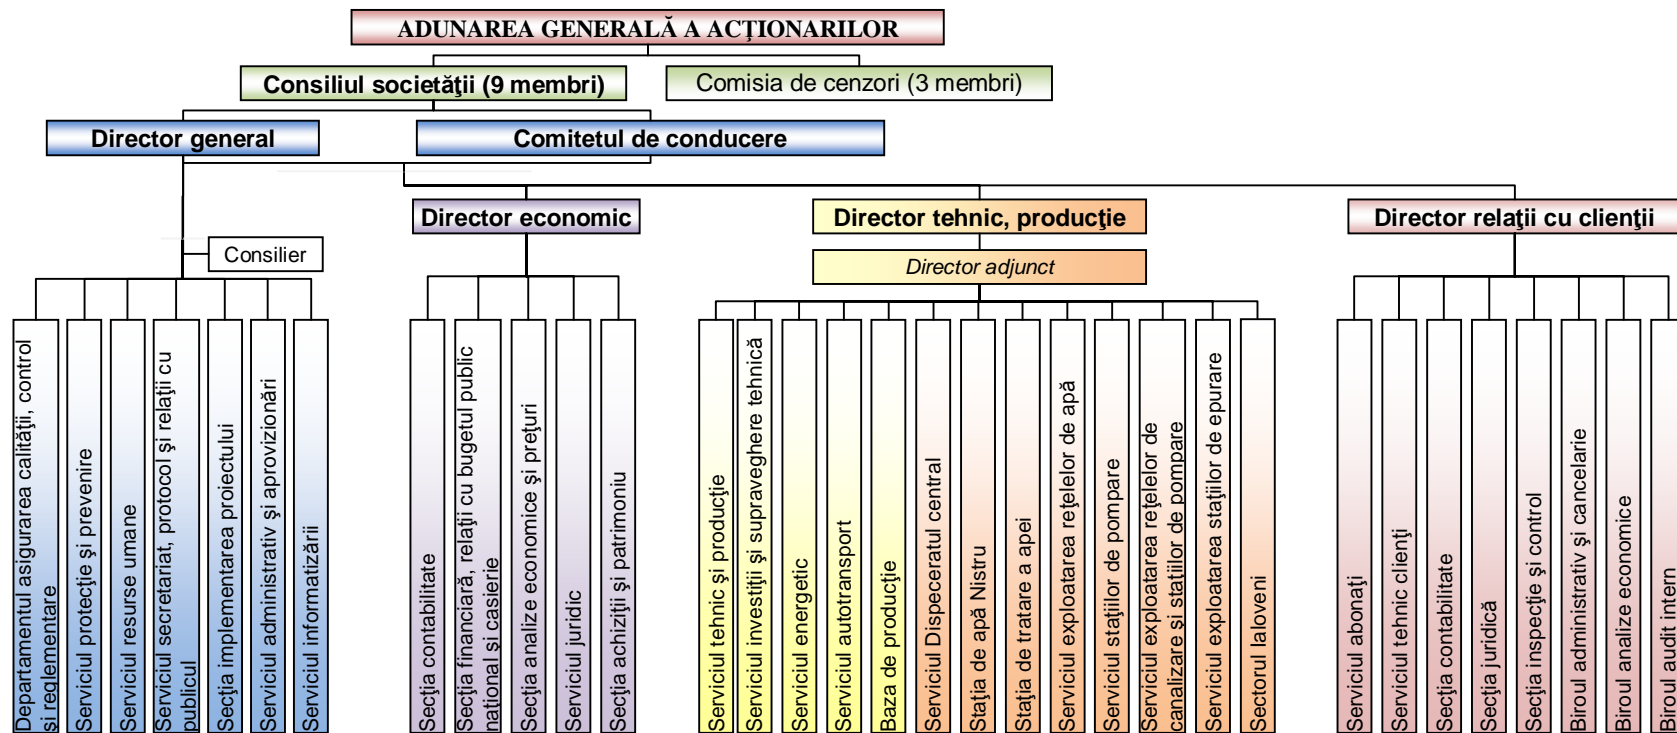 ADUNAREA GENERALĂ A ACŢIONARILOR
Consiliul societăţii (9 membri)
Comisia de cenzori (3 membri)
Director general
Comitetul de conducere
Director economic
Director tehnic, producţie
Director relaţii cu clienţii
Consilier
Director adjunct
Departamentul asigurarea calităţii, control
si reglementare
Serviciul protecţie şi prevenire
Serviciul resurse umane
Serviciul secretariat, protocol şi relaţii cu
publicul
Secţia implementarea proiectului
Serviciul administrativ şi aprovizionări
Serviciul informatizării
Secţia contabilitate
Secţia financiară, relaţii cu bugetul public
naţional şi casierie
Secţia analize economice şi preţuri
Serviciul juridic
Secţia achiziţii şi patrimoniu
Serviciul tehnic şi producţie
Serviciul investiţii şi supraveghere tehnică
Serviciul energetic
Serviciul autotransport
Baza de producţie
Serviciul Dispeceratul central
Staţia de apă Nistru
Staţia de tratare a apei
Serviciul exploatarea reţelelor de apă
Serviciul staţiilor de pompare
Serviciul exploatarea reţelelor de
canalizare şi statiilor de pompare
Serviciul exploatarea staţiilor de epurare
Sectorul Ialoveni
Serviciul abonaţi
Serviciul tehnic clienţi
Secţia contabilitate
Secţia juridică
Secţia inspecţie şi control
Biroul administrativ şi cancelarie
Biroul analize economice
Biroul audit intern